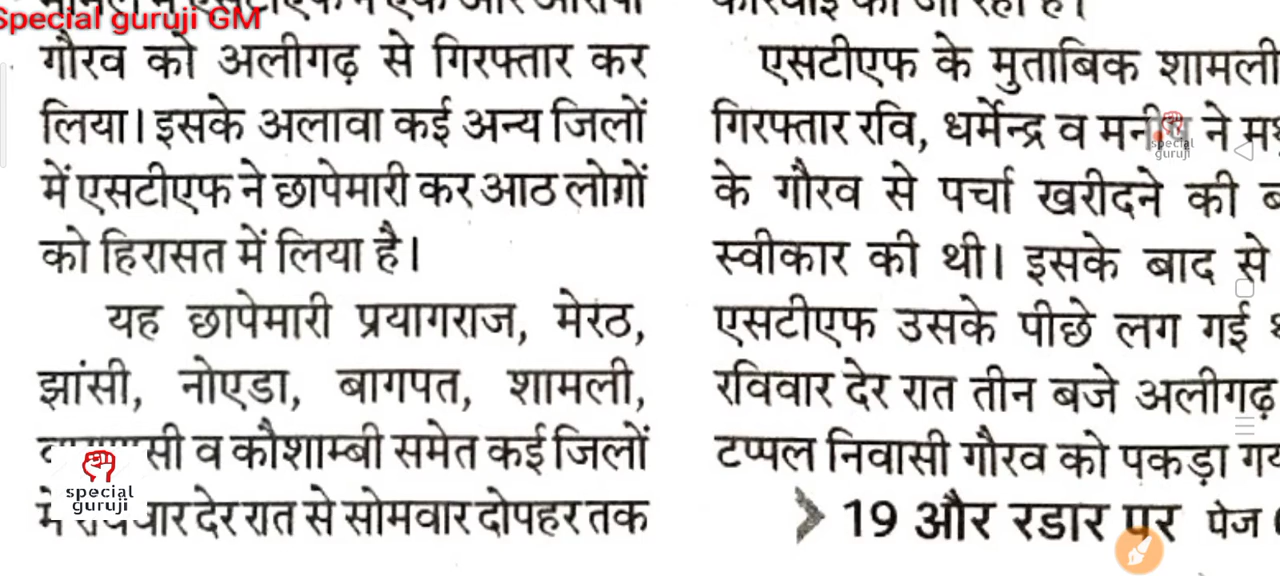 Special guruji GM
गौरव को अलीगढ़ से गिरफ्तार कर
लिया। इसके अलावा कई अन्य जिलों
में एसटीएफ ने छापेमारी कर आठ लोगों
को हिरासत में लिया है।
यह छापेमारी प्रयागराज, मेरठ,
झांसी, नोएडा, बागपत, शामली,
व कौशाम्बी समेत कई जिलों
देर रात से सोमवार दोपहर तक
special
guruji
एसटीएफ के मुताबिक शामली
गिरफ्तार रवि, धर्मेन्द्र व मनीष ने
के गौरव से पर्चा खरीदने की
स्वीकार की थी। इसके बाद से
एसटीएफ उसके पीछे लग गई
रविवार देर रात तीन बजे अलीगढ़
टप्पल निवासी गौरव को पकड़ा
19 और रडार पर पेज
special
guruji